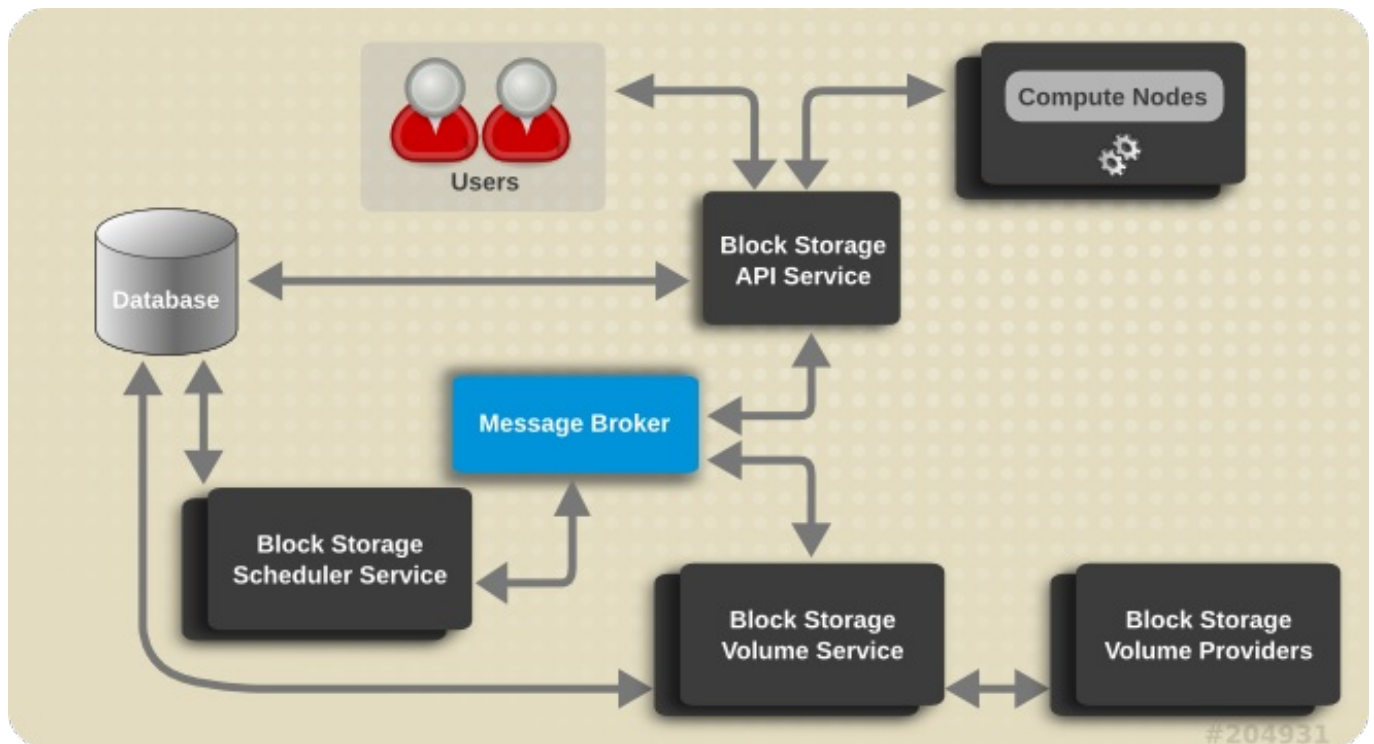 Users
Compute Nodes
Block Storage
API Service
Database
Message Broker
Block Storage
Scheduler Service
Block Storage
Volume Service
Block Storage
Volume Providers
#204931